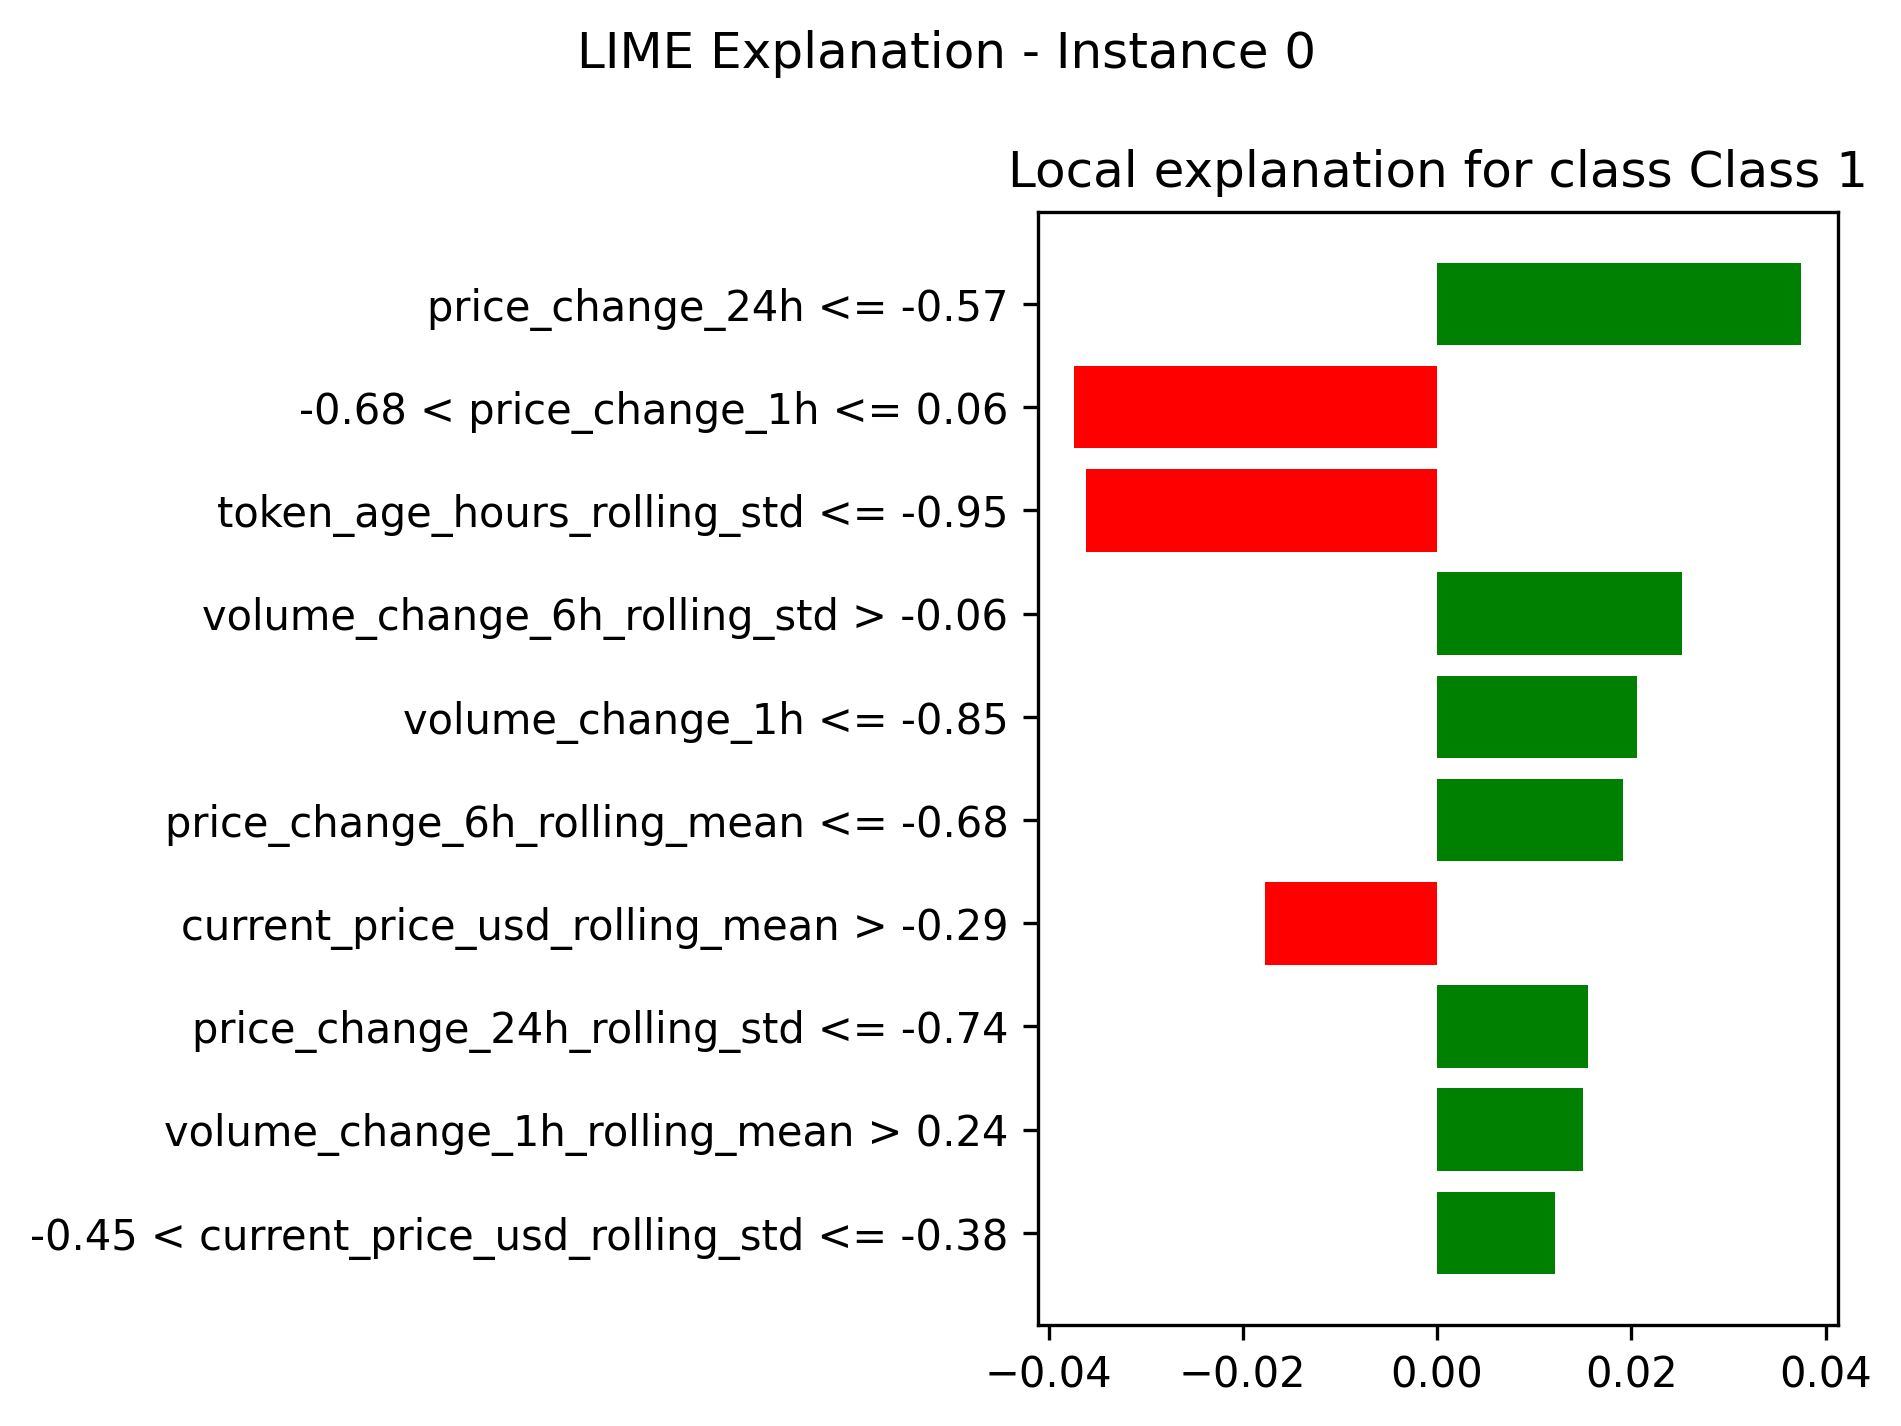 LIME Explanation - Instance 0
Local explanation for class Class 1
price_change_24h <= -0.57
-0.68 < price_change_1h <= 0.06
token_age_hours_rolling_std <= -0.95
volume_change_6h_rolling_std > -0.06
volume_change_1h <= -0.85
price_change_6h_rolling_mean <= -0.68
current_price_usd_rolling_mean > -0.29
price_change_24h_rolling_std <= -0.74
volume_change_1h_rolling_mean > 0.24
-0.45 < current_price_usd_rolling_std <= -0.38
−0.04 −0.02 0.00 0.02 0.04